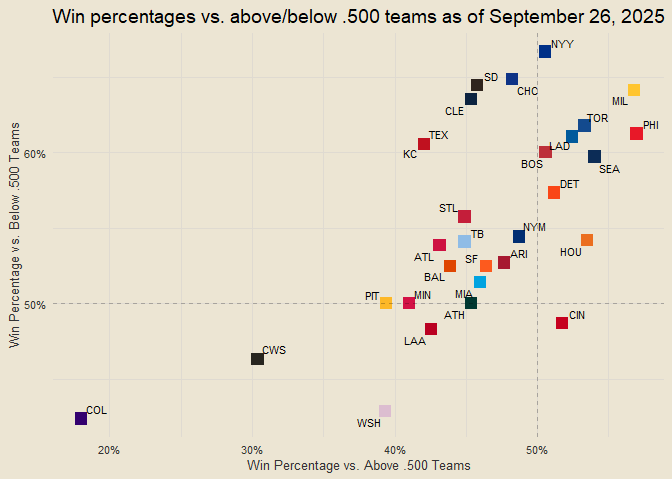 Win percentages vs. above/below .500 teams as of September 26, 2025
NYY
SD
CHC
MIL
CLE
TOR
PHI
TEX
LAD
KC
BOS
SEA
DET
STL
NYM
TB
HOU
ATL
SF
ARI
BAL
MIA
PIT
MIN
ATH
CIN
LAA
CWS
COL
WSH
60%
50%
20%
30%
40%
50%
Win Percentage vs. Above .500 Teams
Win Percentage vs. Below .500 Teams